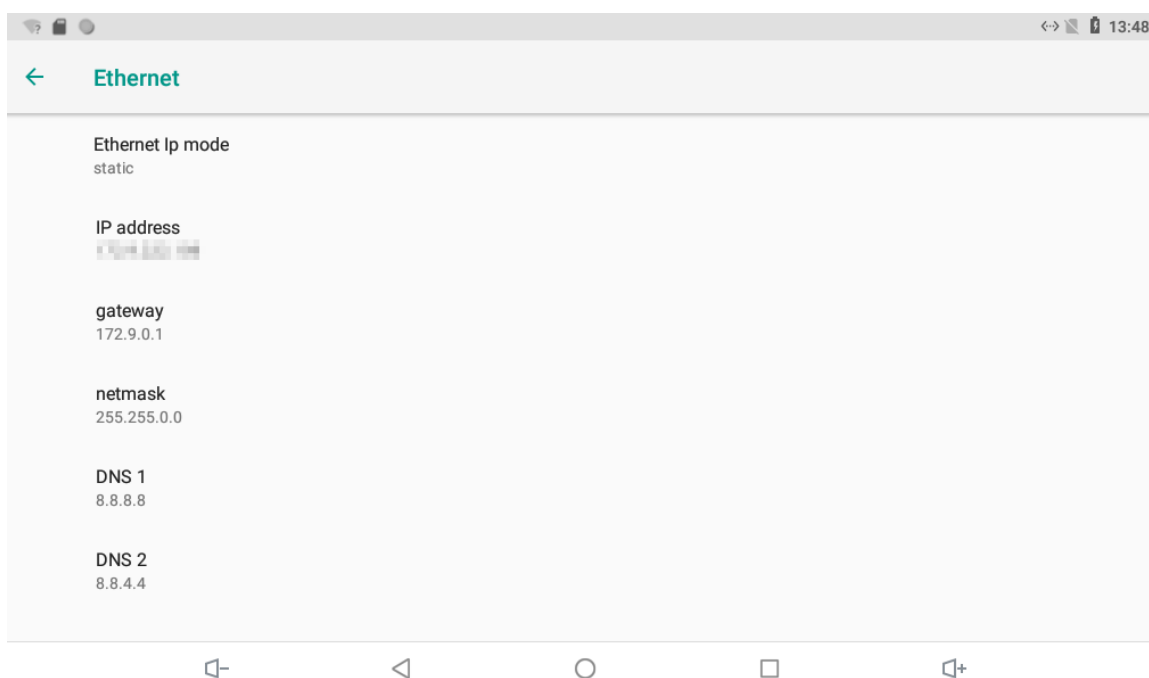 13:48
Ethernet
Ethernet Ip mode
static
IP address
gateway
172.9.0.1
netmask
255.255.0.0
DNS 1
8.8.8.8
DNS 2
8.8.4.4